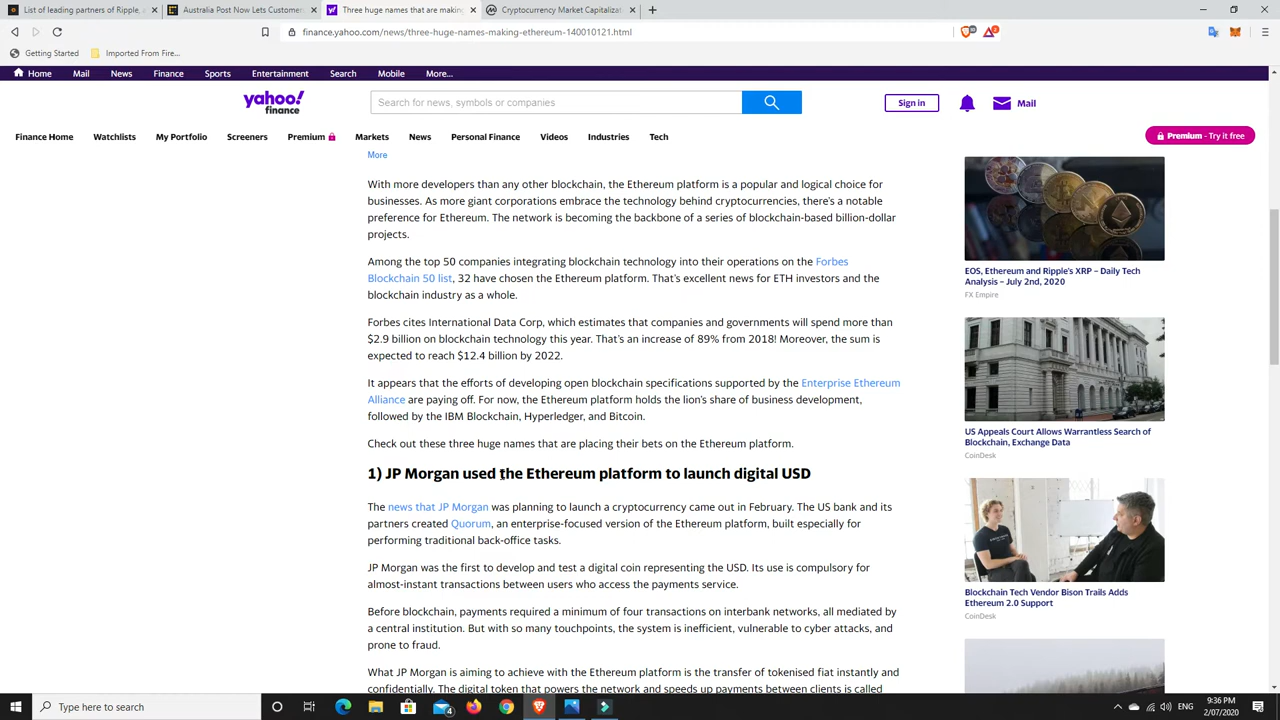 List of leading partners of Ripple,
Australia Post Now Lets Customer
Three huge names that are making
Cryptocurrency Market Capitalizat
finance.yahoo.com/news/three-huge-names-making-ethereum-140010121.html
Getting Started
Imported From Fire...
Home Mail News Finance Sports Entertainment Search Mobile More...
yahoo!
finance
Search for news, symbols or companies
Sign in
Mail
Finance Home Watchlists My Portfolio Screeners Premium Markets News Personal Finance Videos Industries Tech
Premium - Try it free
More
With more developers than any other blockchain, the Ethereum platform is a popular and logical choice for
businesses. As more giant corporations embrace the technology behind cryptocurrencies, there's a notable
preference for Ethereum. The network is becoming the backbone of a series of blockchain-based billion-dollar
projects.
Among the top 50 companies integrating blockchain technology into their operations on the Forbes
Blockchain 50 list, 32 have chosen the Ethereum platform. That's excellent news for ETH investors and the
blockchain industry as a whole.
Forbes cites International Data Corp, which estimates that companies and governments will spend more than
$2.9 billion on blockchain technology this year. That's an increase of 89% from 2018! Moreover, the sum is
expected to reach $12.4 billion by 2022.
It appears that the efforts of developing open blockchain specifications supported by the Enterprise Ethereum
Alliance are paying off. For now, the Ethereum platform holds the lion's share of business development,
followed by the IBM Blockchain, Hyperledger, and Bitcoin.
Check out these three huge names that are placing their bets on the Ethereum platform.
1) JP Morgan used the Ethereum platform to launch digital USD
The news that JP Morgan was planning to launch a cryptocurrency came out in February. The US bank and its
partners created Quorum, an enterprise-focused version of the Ethereum platform, built especially for
performing traditional back-office tasks.
JP Morgan was the first to develop and test a digital coin representing the USD. Its use is compulsory for
almost-instant transactions between users who access the payments service.
Before blockchain, payments required a minimum of four transactions on interbank networks, all mediated by
a central institution. But with so many touchpoints, the system is inefficient, vulnerable to cyber attacks, and
prone to fraud.
What JP Morgan is aiming to achieve with the Ethereum platform is the transfer of tokenised fiat instantly and
confidentially. The digital token that powers the network and speeds up payments between clients is called
EOS, Ethereum and Ripple's XRP – Daily Tech
Analysis – July 2nd, 2020
FX Empire
US Appeals Court Allows Warrantless Search of
Blockchain, Exchange Data
CoinDesk
Blockchain Tech Vendor Bison Trails Adds
Ethereum 2.0 Support
CoinDesk
Type here to search
ENG
9:36 PM
2/07/2020